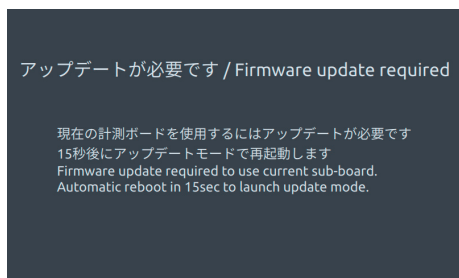 アップデートが必要です / Firmware update required
現在の計測ボードを使用するにはアップデートが必要です
15秒後にアップデートモードで再起動します
Firmware update required to use current sub-board.
Automatic reboot in 15sec to launch update mode.